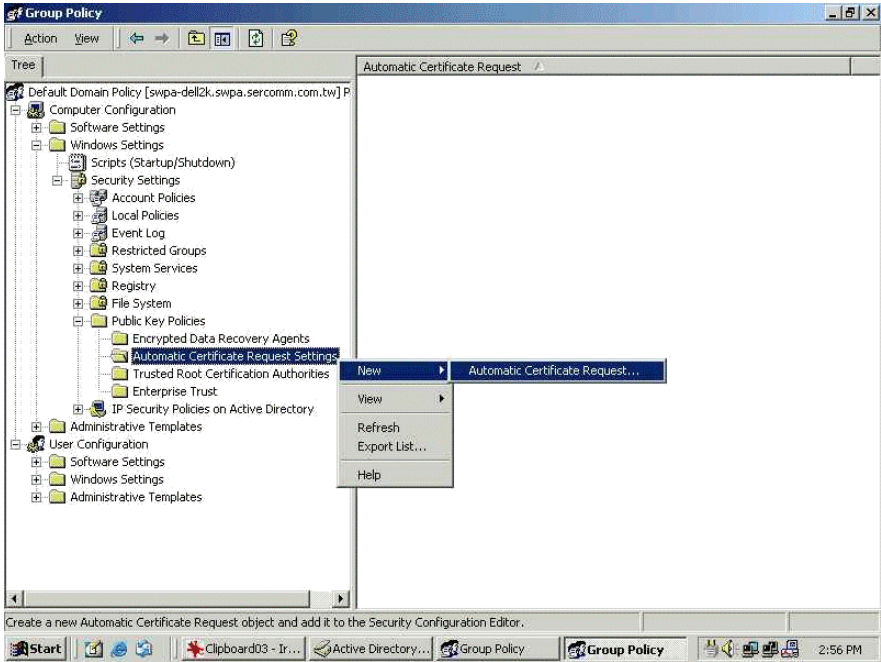 Group Policy
Action View
Tree
Automatic Certificate Request
Default Domain Policy [swpa-dell2k.swpa.sercomm.com.tw] P
Computer Configuration
Software Settings
Windows Settings
Scripts (Startup/Shutdown)
Security Settings
Account Policies
Local Policies
Event Log
Restricted Groups
System Services
Registry
File System
Public Key Policies
Encrypted Data Recovery Agents
Automatic Certificate Request Settings
Trusted Root Certification Authorities
Enterprise Trust
IP Security Policies on Active Directory
Administrative Templates
User Configuration
Software Settings
Windows Settings
Administrative Templates
New
Automatic Certificate Request...
View
Refresh
Export List...
Help
Create a new Automatic Certificate Request object and add it to the Security Configuration Editor.
Start Clipboard03 - Ir... Active Directory... Group Policy Group Policy 2:56 PM